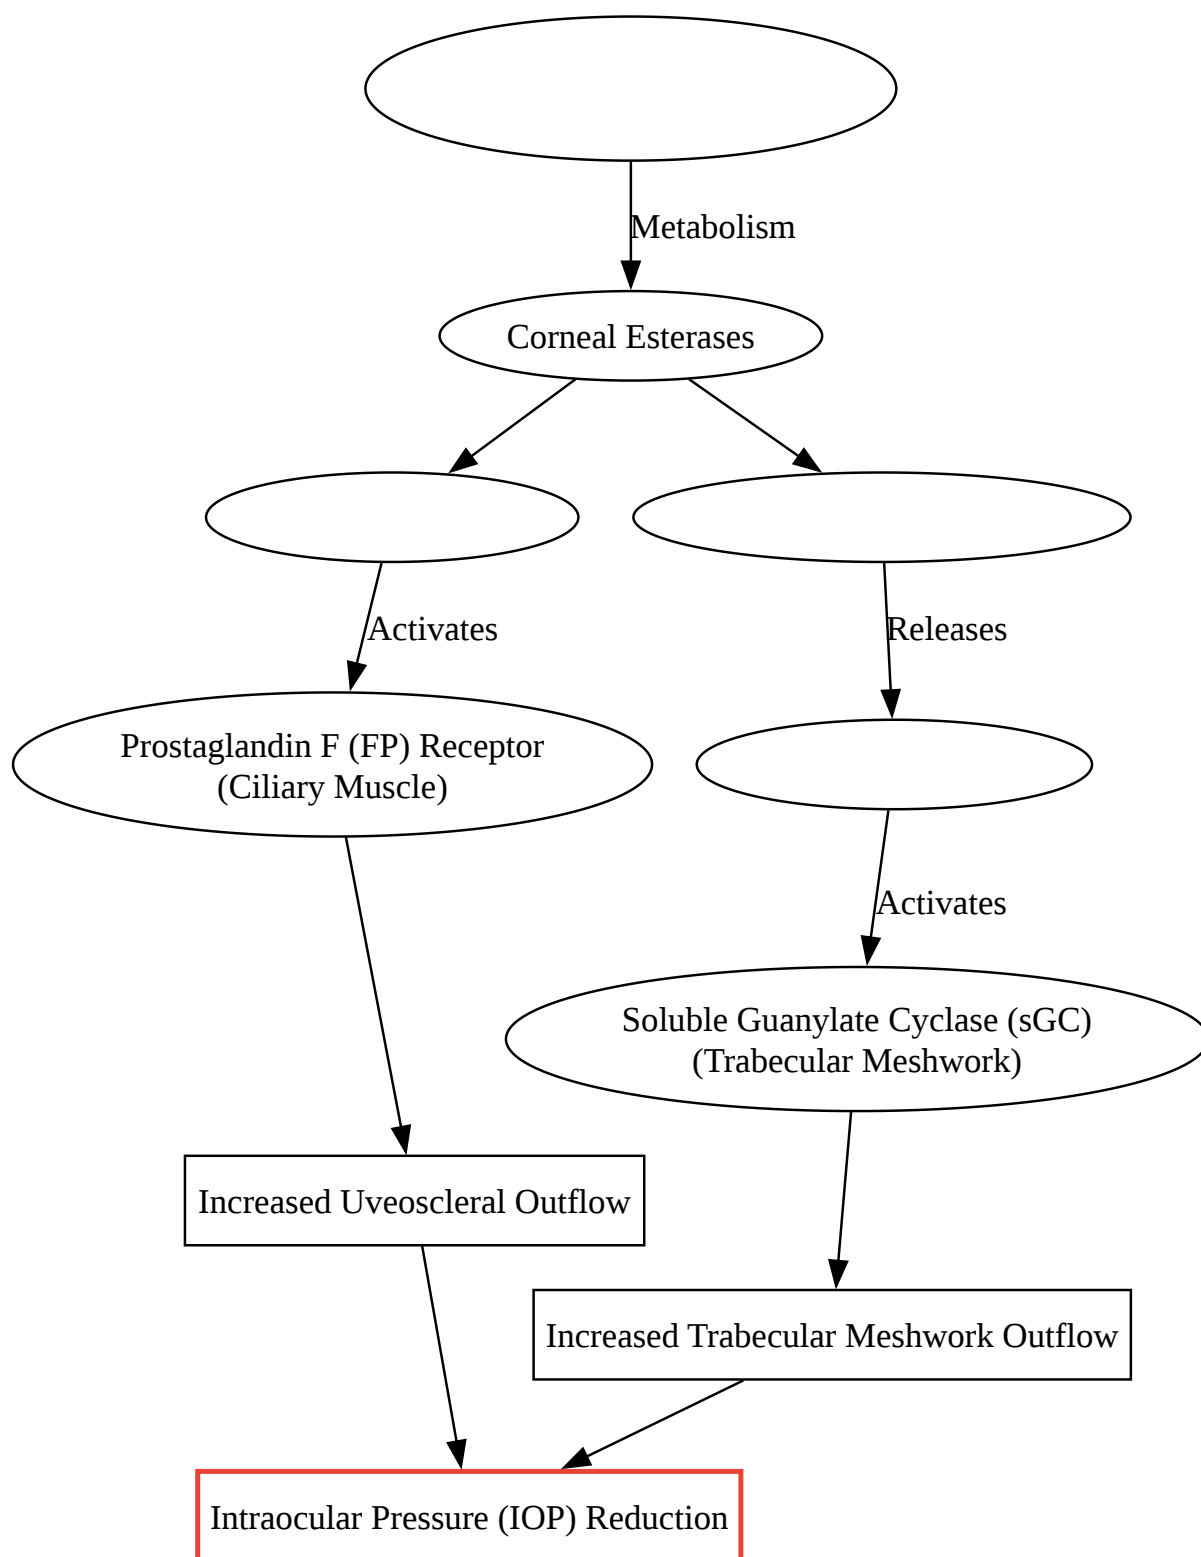 Metabolism
Corneal Esterases
Activates
Releases
Prostaglandin F (FP) Receptor
(Ciliary Muscle)
Activates
Soluble Guanylate Cyclase (sGC)
(Trabecular Meshwork)
Increased Uveoscleral Outflow
Increased Trabecular Meshwork Outflow
Intraocular Pressure (IOP) Reduction